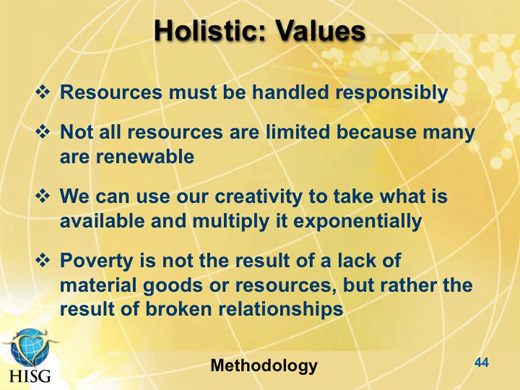 Holistic: Values
❖ Resources must be handled responsibly
❖ Not all resources are limited because many
are renewable
❖ We can use our creativity to take what is
available and multiply it exponentially
❖ Poverty is not the result of a lack of
material goods or resources, but rather the
result of broken relationships
HISG
Methodology
44